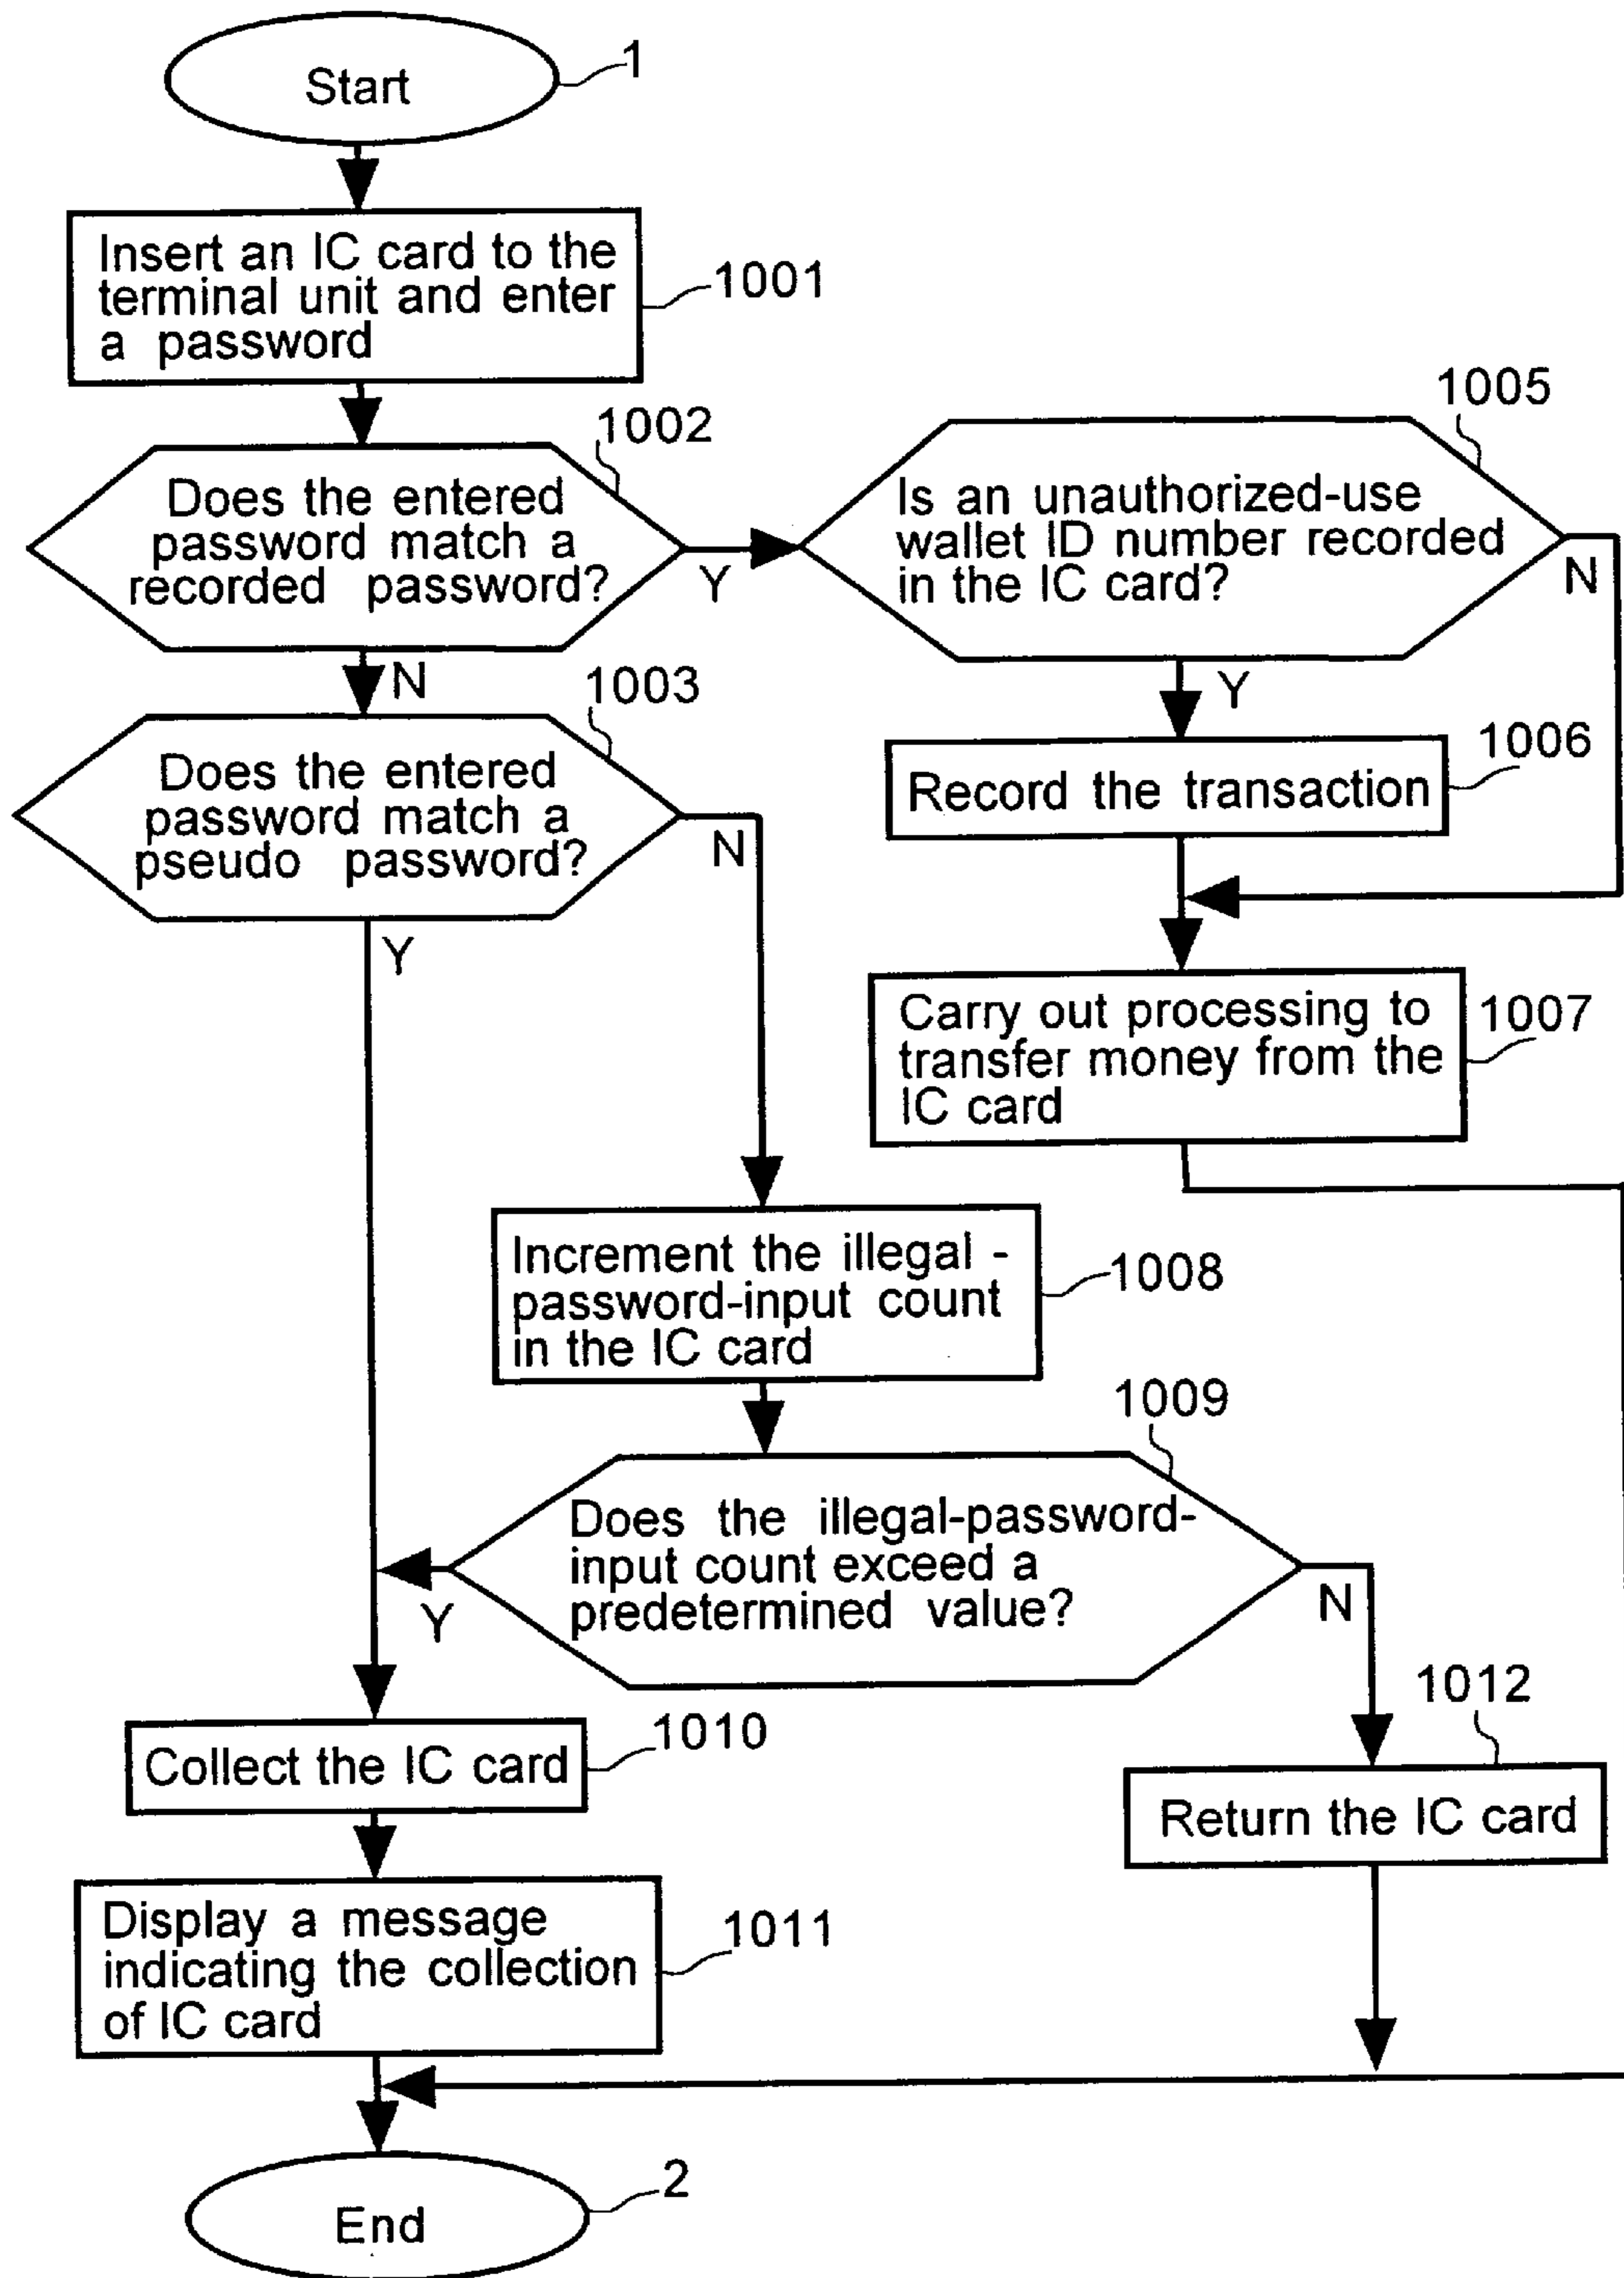 Start
1
Insert an IC card to the
terminal unit and enter
a password
1001
1002
Does the entered
password match a
recorded password?
Y
N
1005
Is an unauthorized-use
wallet ID number recorded
in the IC card?
N
Y
1003
Does the entered
password match a
pseudo password?
N
Y
Record the transaction
1006
Carry out processing to
transfer money from the
IC card
1007
Increment the illegal -
password-input count
in the IC card
1008
1009
Does the illegal-password-
input count exceed a
predetermined value?
Y
N
Collect the IC card
1010
1012
Return the IC card
Display a message
indicating the collection
of IC card
1011
End
2